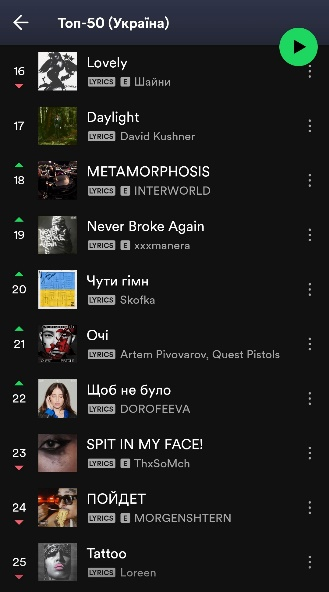 Топ-50 (Україна)
16
Lovely
LYRICS E Шайни
17
Daylight
LYRICS David Kushner
18
METAMORPHOSIS
LYRICS E INTERWORLD
19
Never Broke Again
LYRICS E xxxmanera
20
Чути гімн
LYRICS Skofka
21
Очі
LYRICS Artem Pivovarov, Quest Pistols
22
Щоб не було
LYRICS DOROFEEVA
23
SPIT IN MY FACE!
LYRICS E ThxSoMch
24
ПОЙДЕТ
LYRICS E MORGENSHTERN
25
Tattoo
LYRICS Loreen